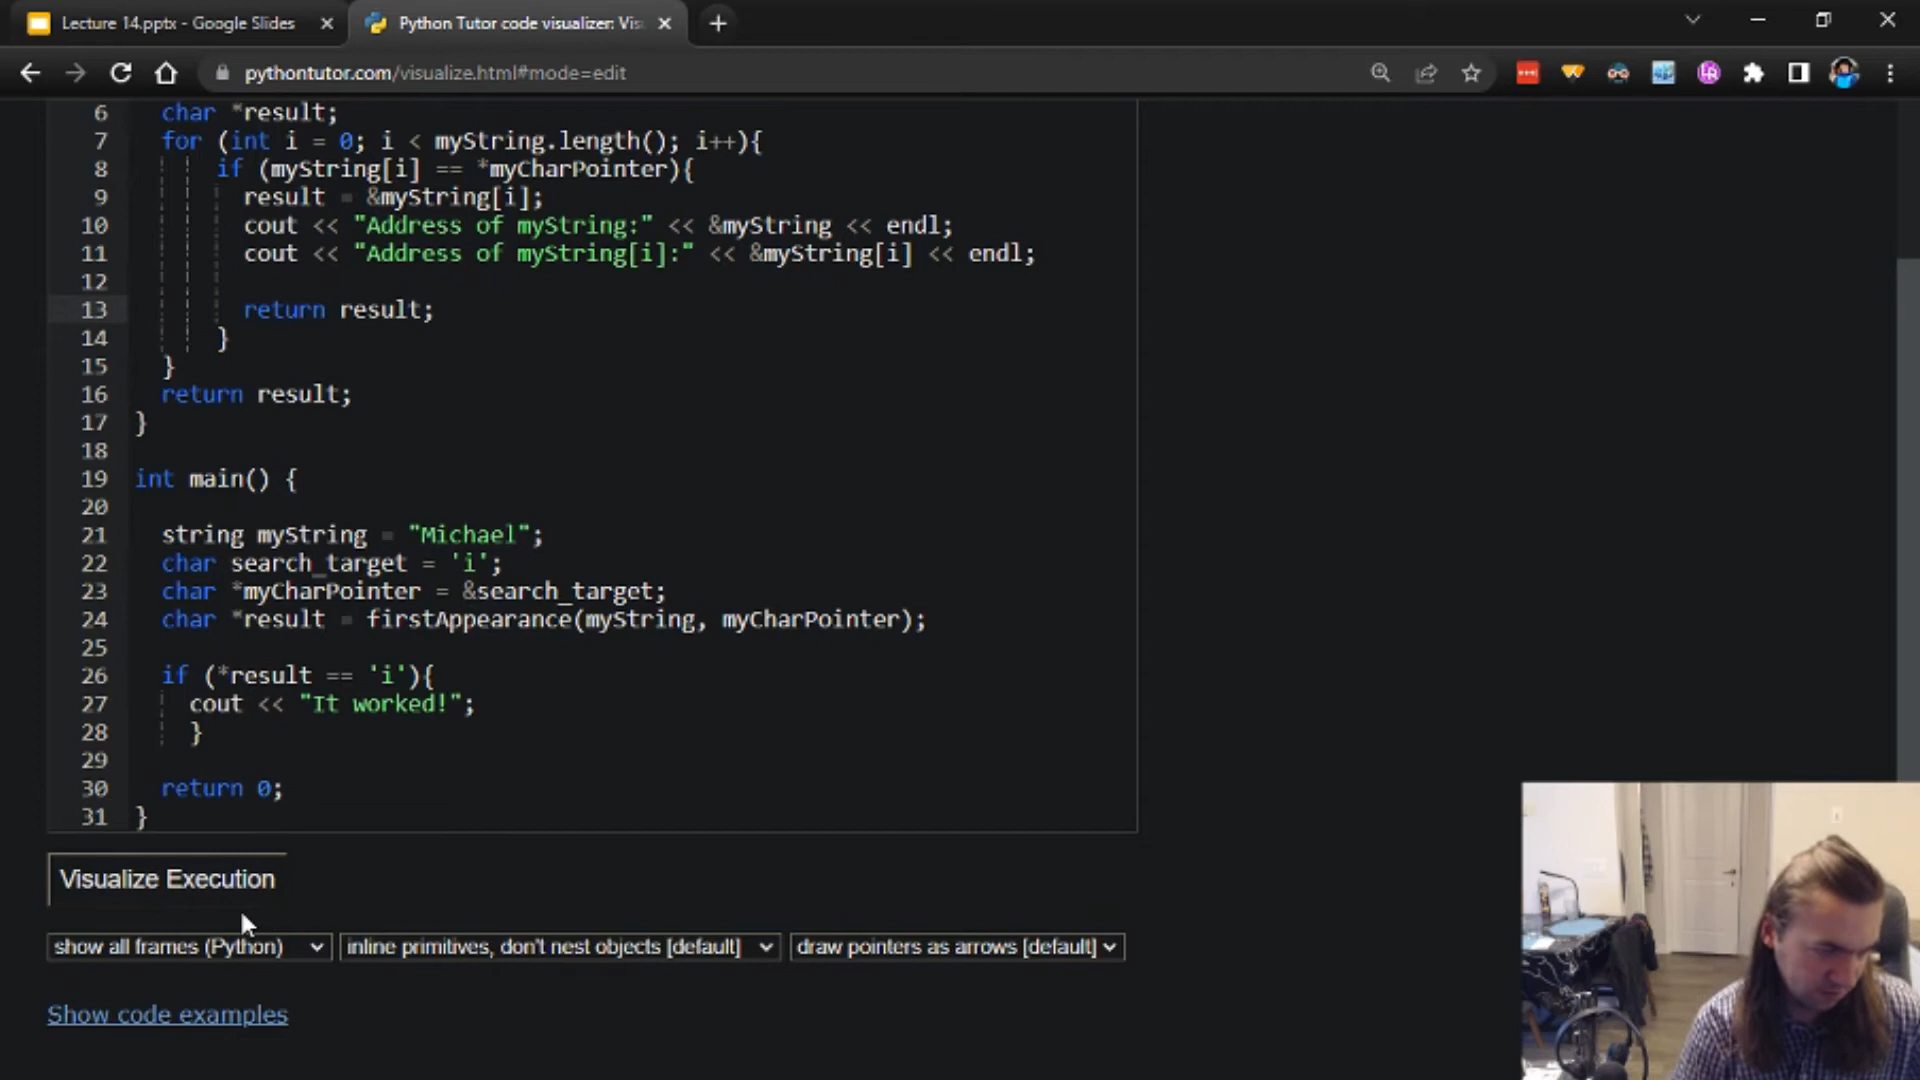 Lecture 14.pptx - Google Slides
Python Tutor code visualizer: Vis
pythontutor.com/visualize.html#mode=edit
6 char *result;
7 for (int i = 0; i < myString.length(); i++){
8 if (myString[i] == *myCharPointer){
9 result = &myString[i];
10 cout << "Address of myString:" << &myString << endl;
11 cout << "Address of myString[i]:" << &myString[i] << endl;
12
13 return result;
14 }
15 }
16 return result;
17 }
18
19 int main() {
20
21 string myString = "Michael";
22 char search_target = 'i';
23 char *myCharPointer = &search_target;
24 char *result = firstAppearance(myString, myCharPointer);
25
26 if (*result == 'i'){
27 cout << "It worked!";
28 }
29
30 return 0;
31 }
Visualize Execution
show all frames (Python)
inline primitives, don't nest objects [default]
draw pointers as arrows [default]
Show code examples